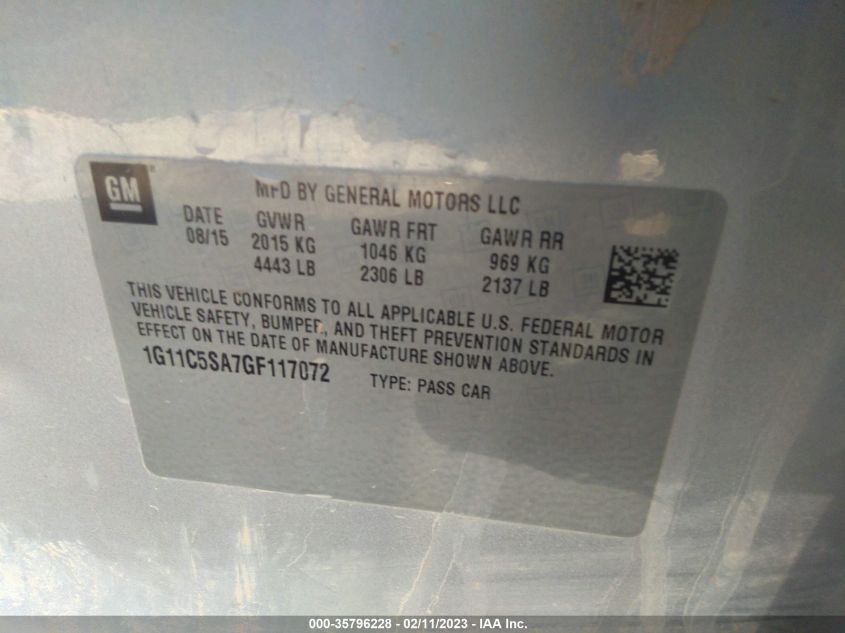 GM ®
MFD BY GENERAL MOTORS LLC
DATE GVWR GAWR FRT GAWR RR
08/15 2015 KG 1046 KG 969 KG
4443 LB 2306 LB 2137 LB
THIS VEHICLE CONFORMS TO ALL APPLICABLE U.S. FEDERAL MOTOR
VEHICLE SAFETY, BUMPER, AND THEFT PREVENTION STANDARDS IN
EFFECT ON THE DATE OF MANUFACTURE SHOWN ABOVE.
1G11C5SA7GF117072 TYPE: PASS CAR
000-35796228 - 02/11/2023 - IAA Inc.